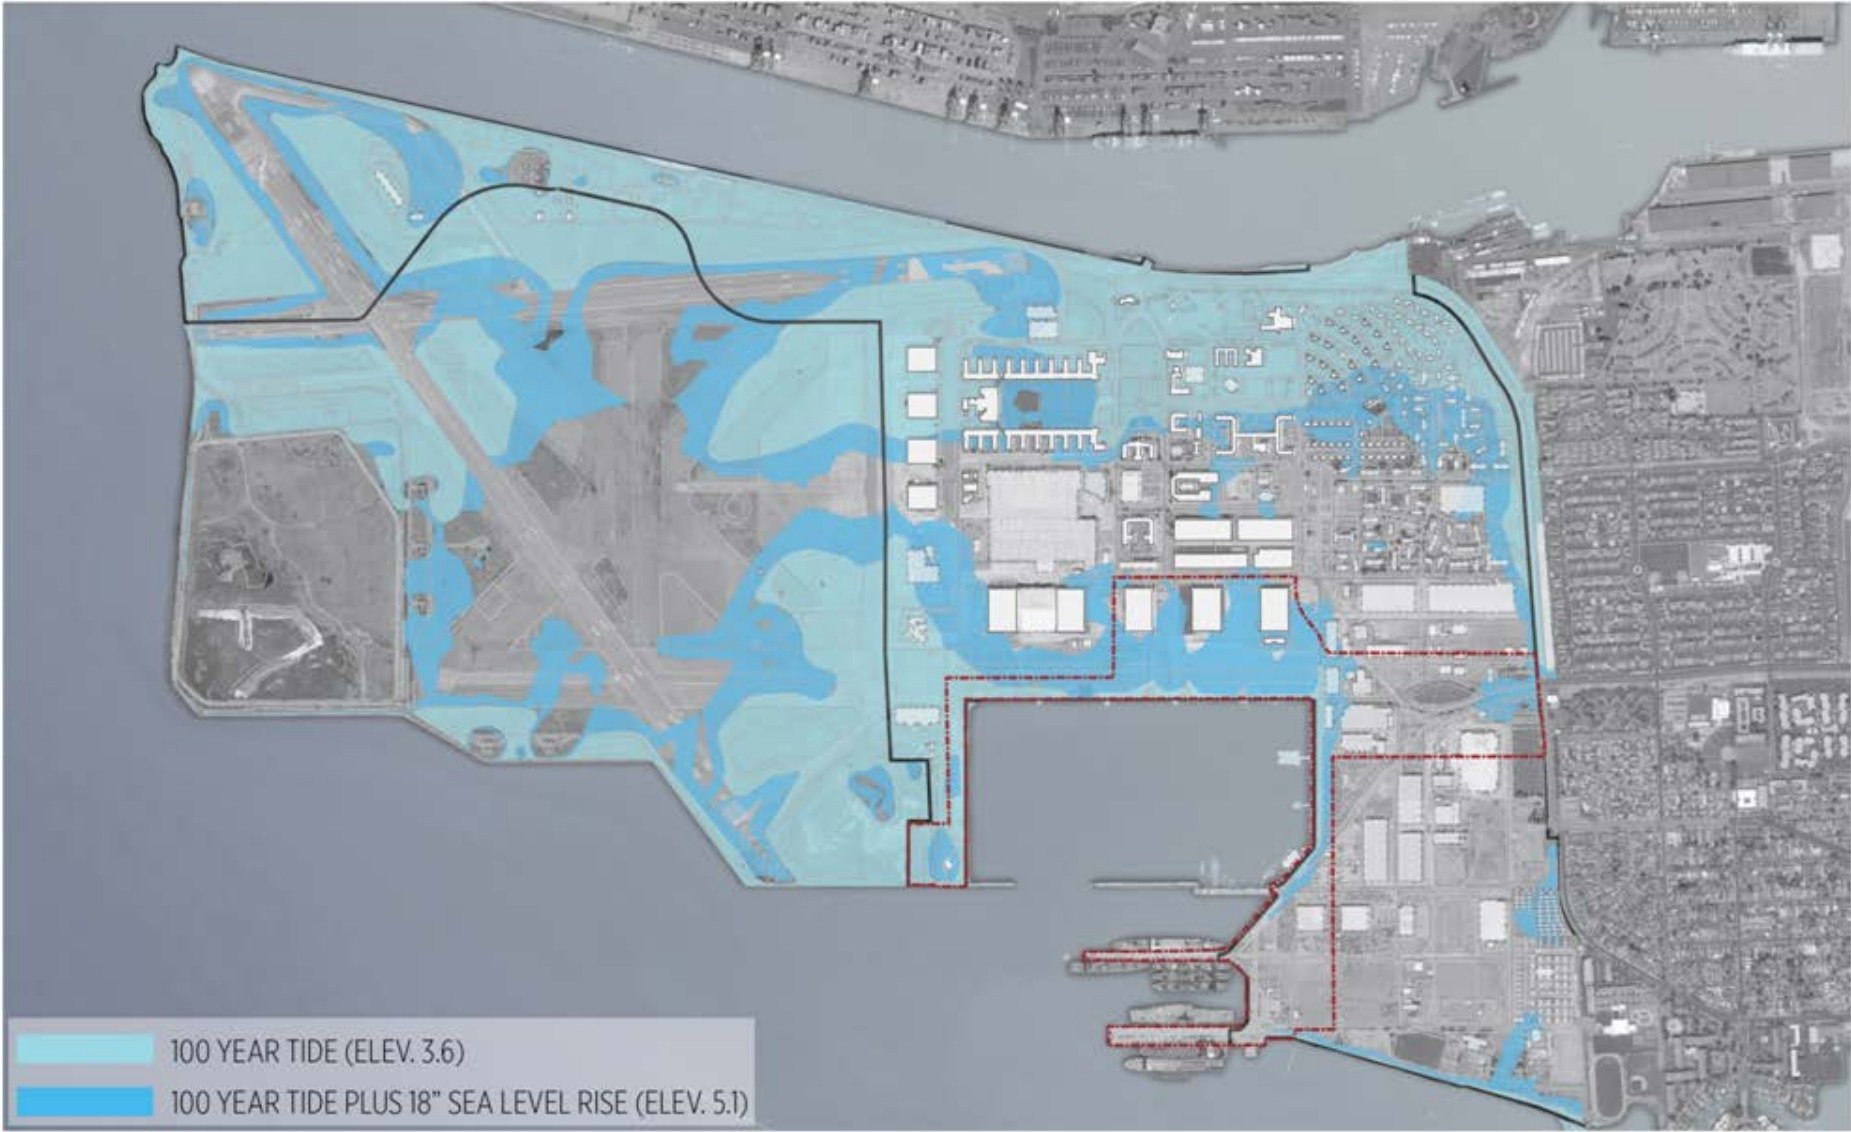 100 YEAR TIDE (ELEV. 3.6)
100 YEAR TIDE PLUS 18” SEA LEVEL RISE (ELEV. 5.1)